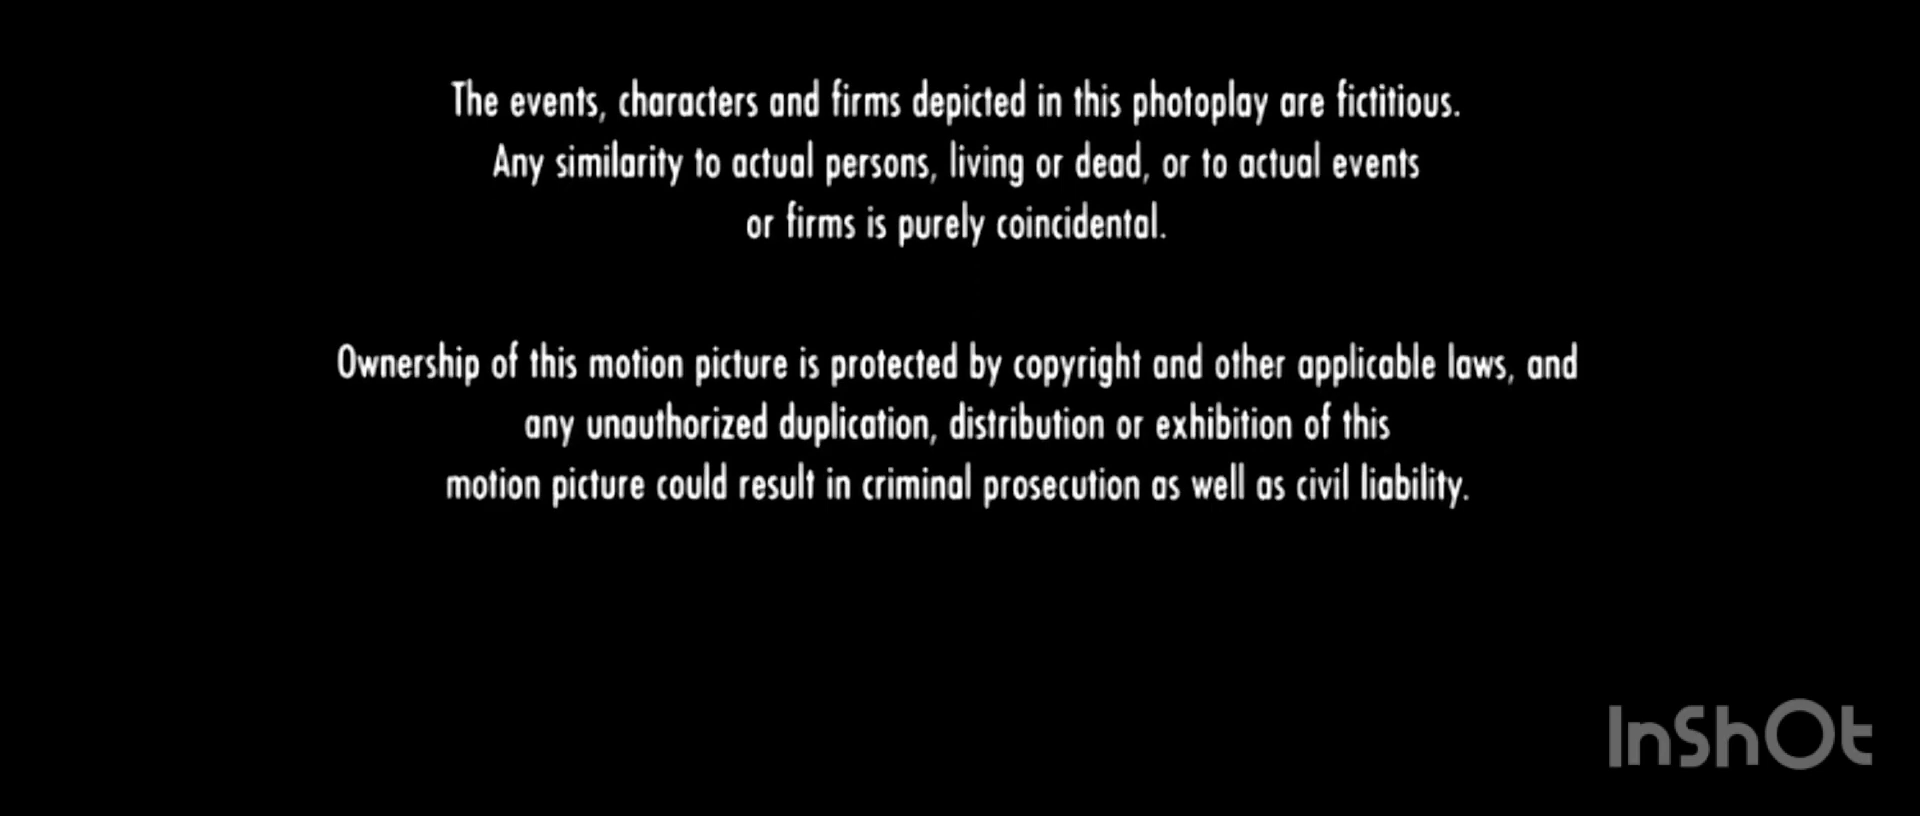 The events, characters and firms depicted in this photoplay are fictitious.
Any similarity to actual persons, living or dead, or to actual events
or firms is purely coincidental.
Ownership of this motion picture is protected by copyright and other applicable laws, and
any unauthorized duplication, distribution or exhibition of this
motion picture could result in criminal prosecution as well as civil liability.
InShOt